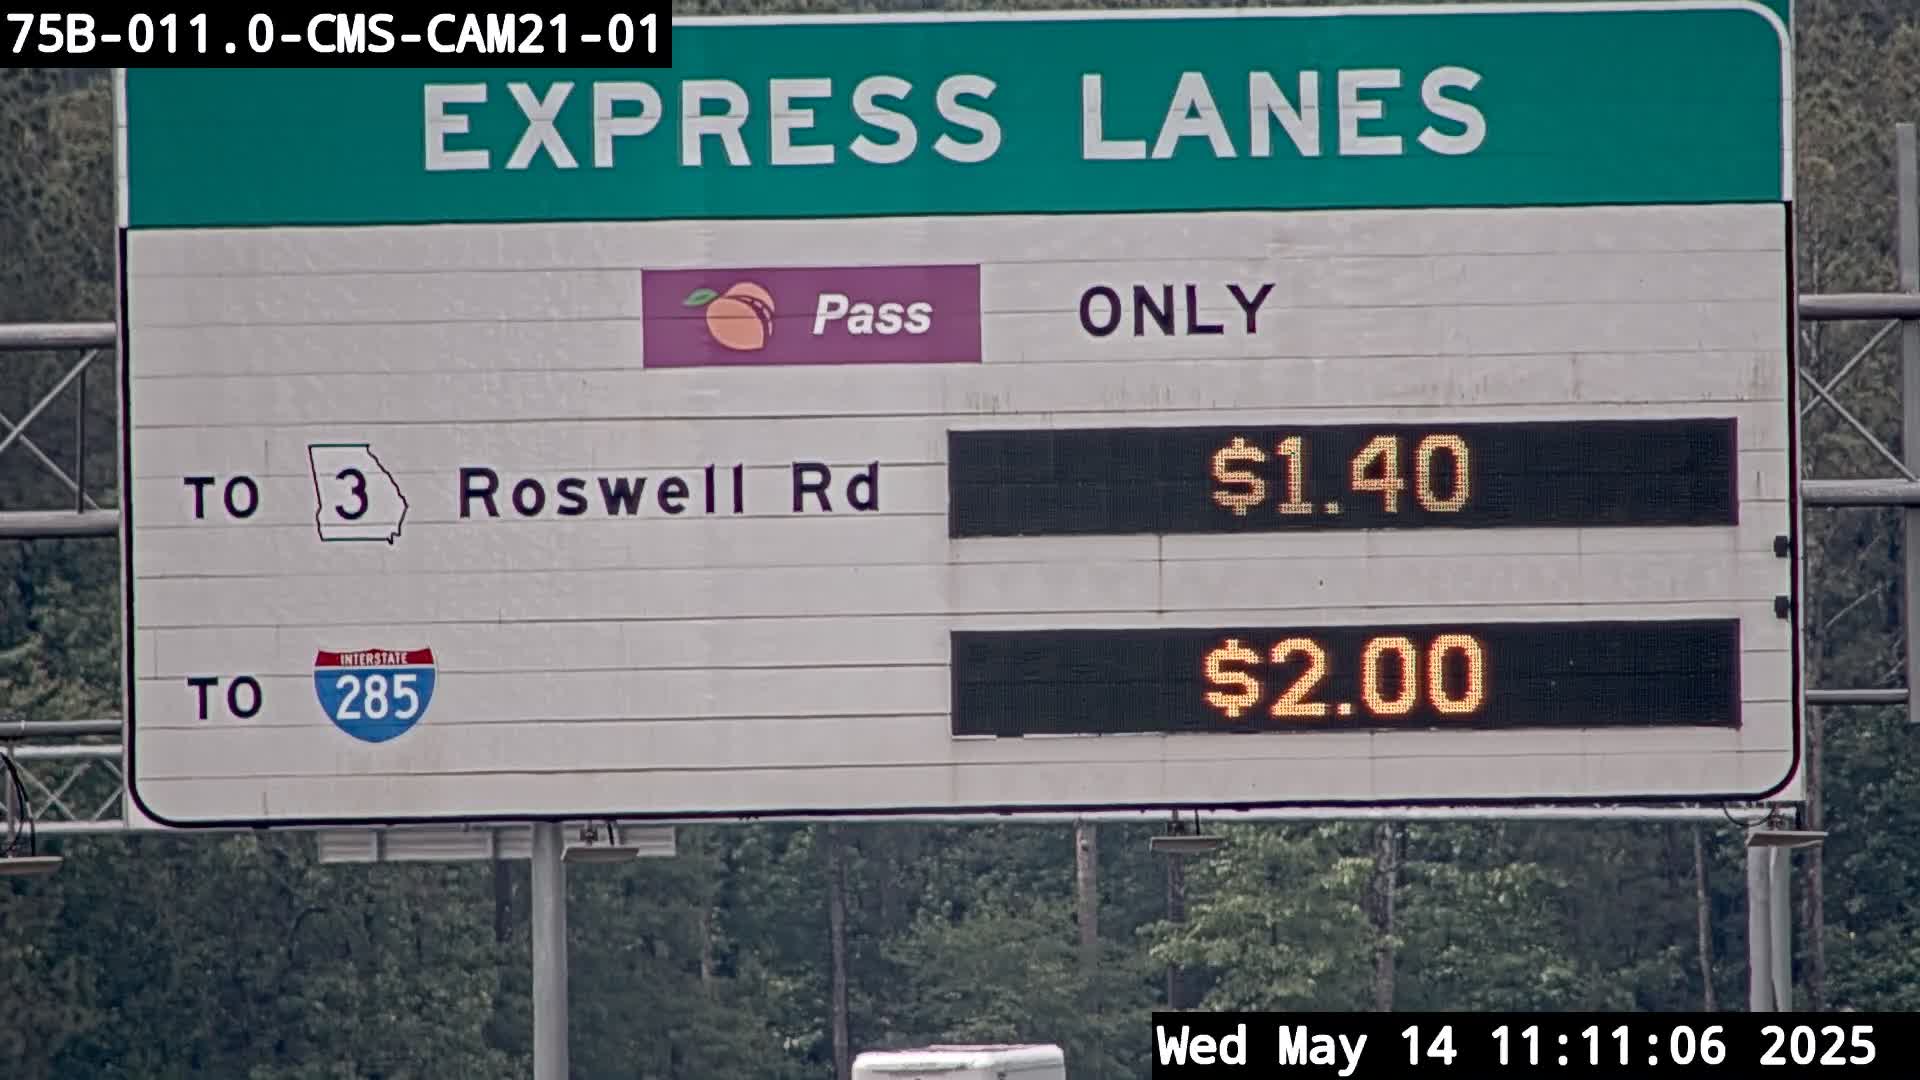 75B-011.0-CMS-CAM21-01
EXPRESS LANES
Pass ONLY
TO 3 Roswell Rd $1.40
INTERSTATE
TO 285 $2.00
Wed May 14 11:11:06 2025